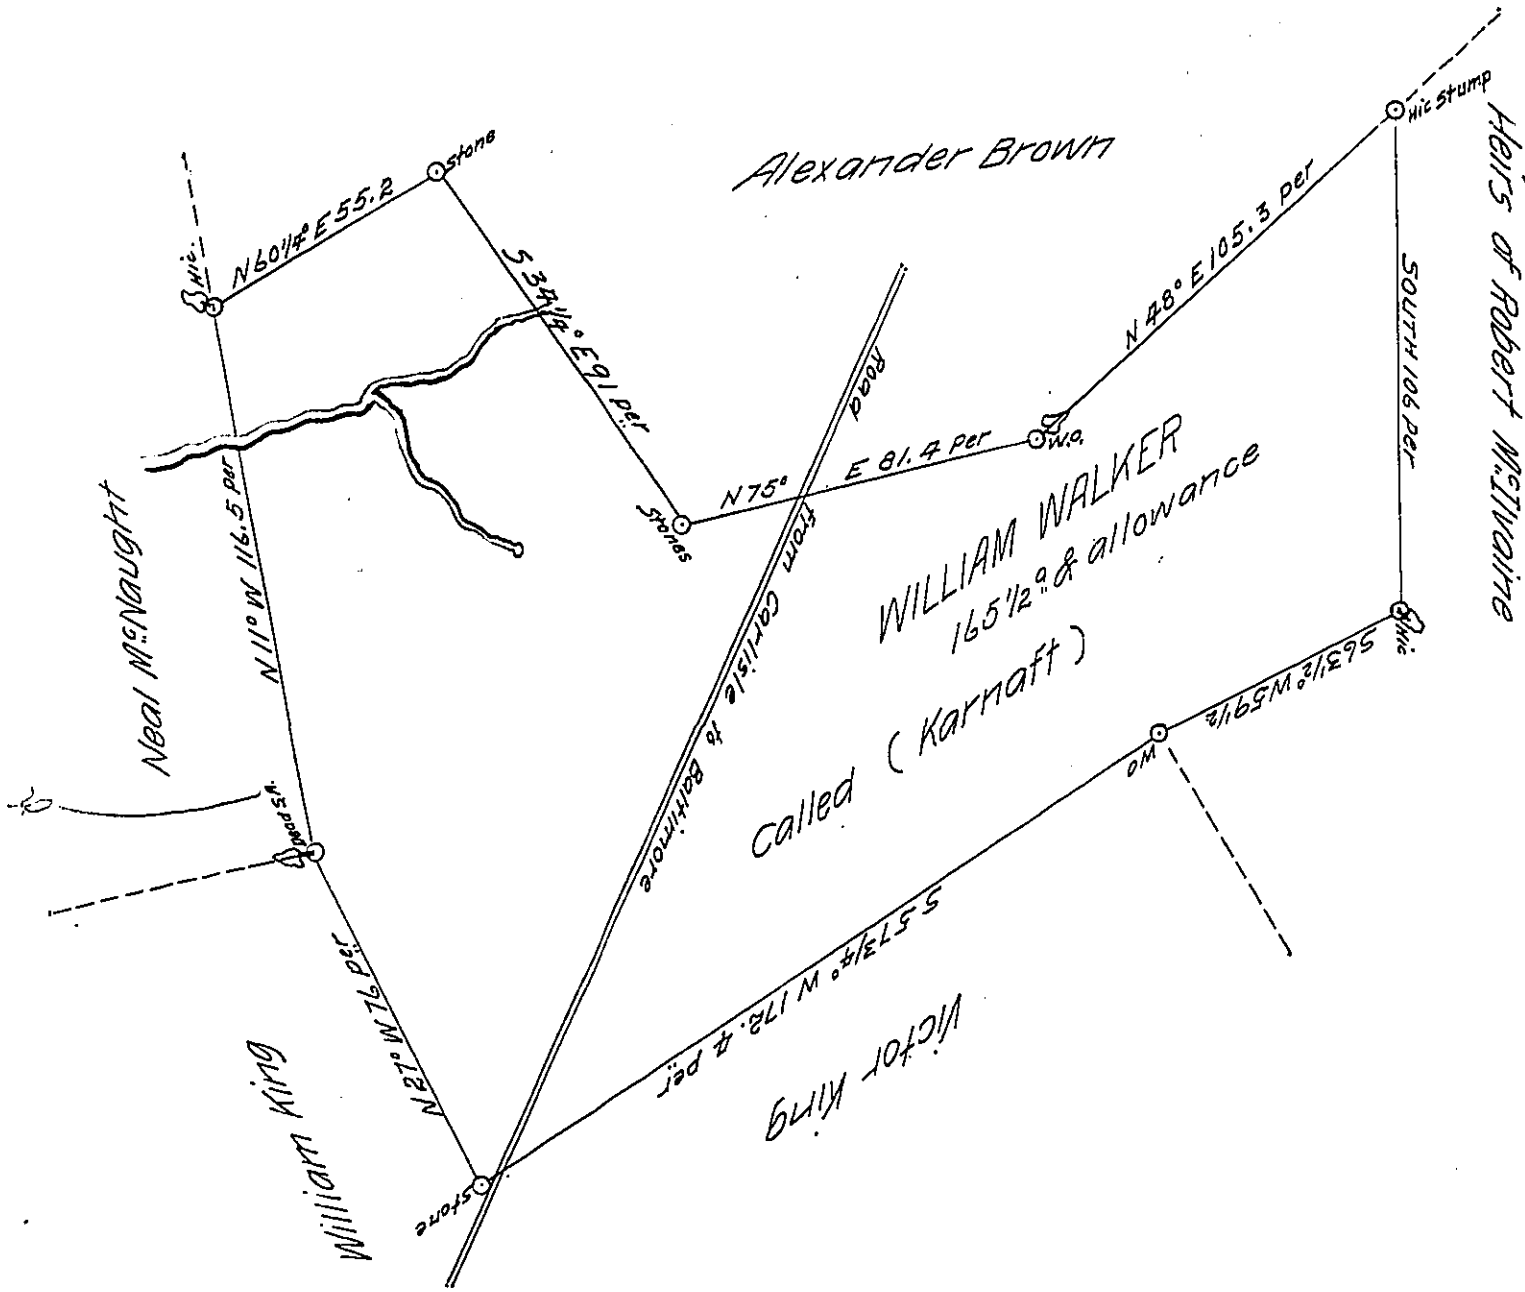 Alexander Brown
stone
Hic.
N 60¼° E 55.2
S 34¼° E 91 per
Stones
N 75° E 81.4 Per
W.O.
N 48° E 105.3 per
Hic Stump
Heirs of Robert McIlvaine
SOUTH 106 per
Hic
S 63½° W 59½
WO
S 57¾° W 172.4 per
Victor King
Stone
N 27° W 76 per
William King
N 11° W 116.5 per
Neal McNaught
Road from Carlisle to Baltimore
WILLIAM WALKER
165½ a & allowance
Called (Karnaft)